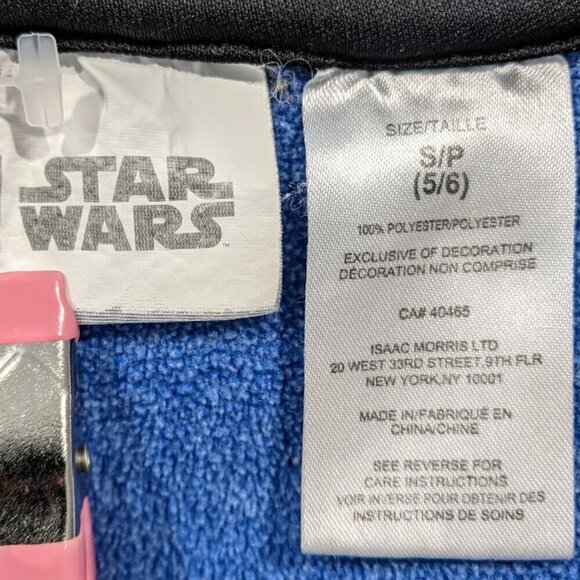 STAR
WARS
TM
SIZE/TAILLE
S/P
(5/6)
100% POLYESTER/POLYESTER
EXCLUSIVE OF DECORATION
DÉCORATION NON COMPRISE
CA# 40465
ISAAC MORRIS LTD
20 WEST 33RD STREET,9TH FLR
NEW YORK,NY 10001
MADE IN/FABRIQUE EN
CHINA/CHINE
SEE REVERSE FOR
CARE INSTRUCTIONS
VOIR INVERSE POUR OBTENIR DES
INSTRUCTIONS DE SOINS